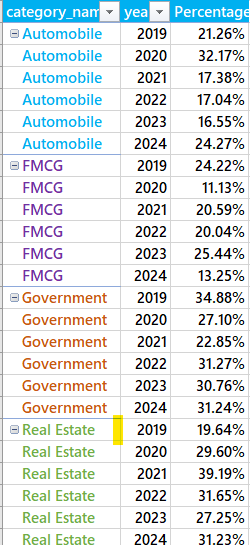 category_nam yea Percentage
Automobile 2019 21.26%
Automobile 2020 32.17%
Automobile 2021 17.38%
Automobile 2022 17.04%
Automobile 2023 16.55%
Automobile 2024 24.27%
FMCG 2019 24.22%
FMCG 2020 11.13%
FMCG 2021 20.59%
FMCG 2022 20.04%
FMCG 2023 25.44%
FMCG 2024 13.25%
Government 2019 34.88%
Government 2020 27.10%
Government 2021 22.85%
Government 2022 31.27%
Government 2023 30.76%
Government 2024 31.24%
Real Estate 2019 19.64%
Real Estate 2020 29.60%
Real Estate 2021 39.19%
Real Estate 2022 31.65%
Real Estate 2023 27.25%
Real Estate 2024 31.23%